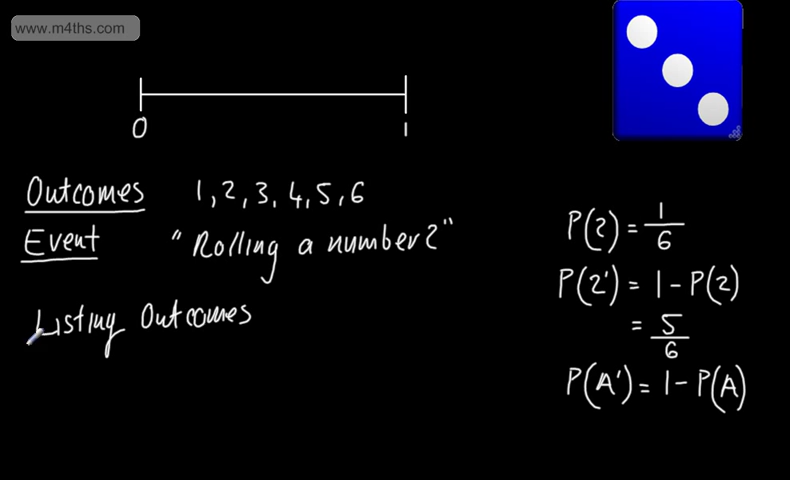 www.m4ths.com
0 1
Outcomes 1, 2, 3, 4, 5, 6
Event "Rolling a number 2"
Listing Outcomes
P(2) = 1/6
P(2') = 1 - P(2)
= 5/6
P(A') = 1 - P(A)